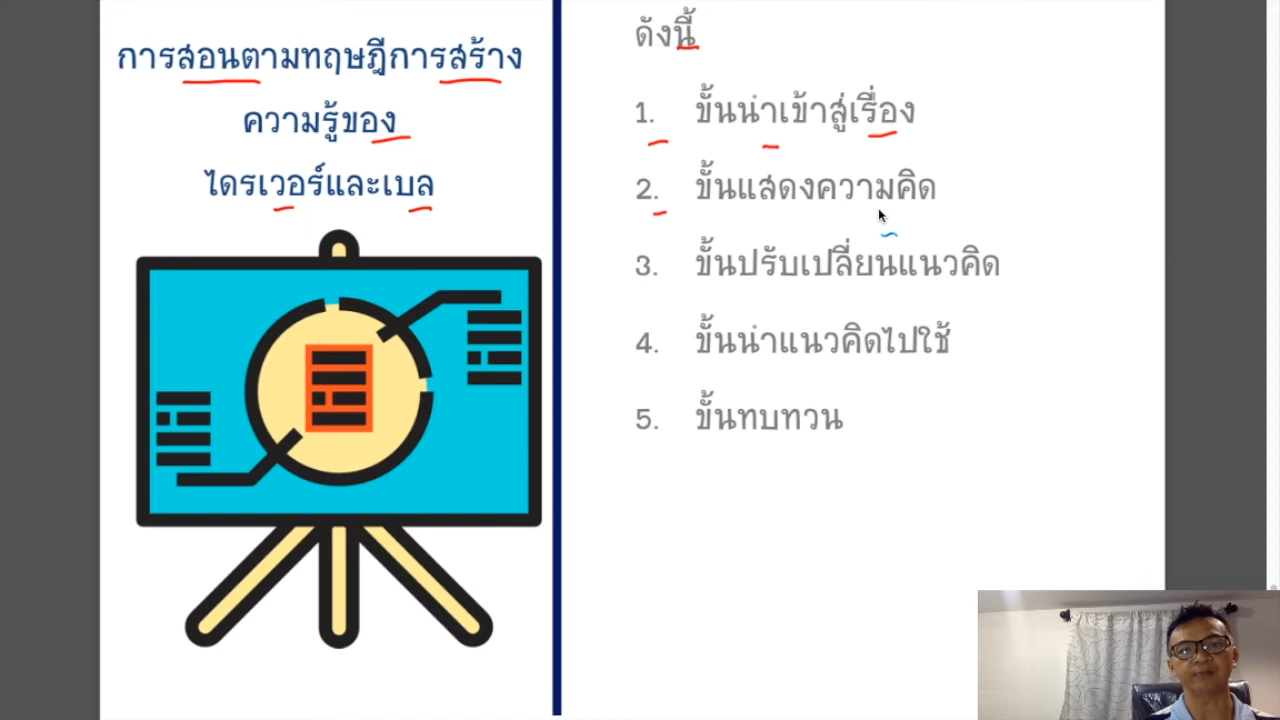 การสอนตามทฤษฎีการสร้าง
ความรู้ของ
ไดรเวอร์และเบล
ดังนี้
1. ขั้นนำเข้าสู่เรื่อง
2. ขั้นแสดงความคิด
3. ขั้นปรับเปลี่ยนแนวคิด
4. ขั้นนำแนวคิดไปใช้
5. ขั้นทบทวน